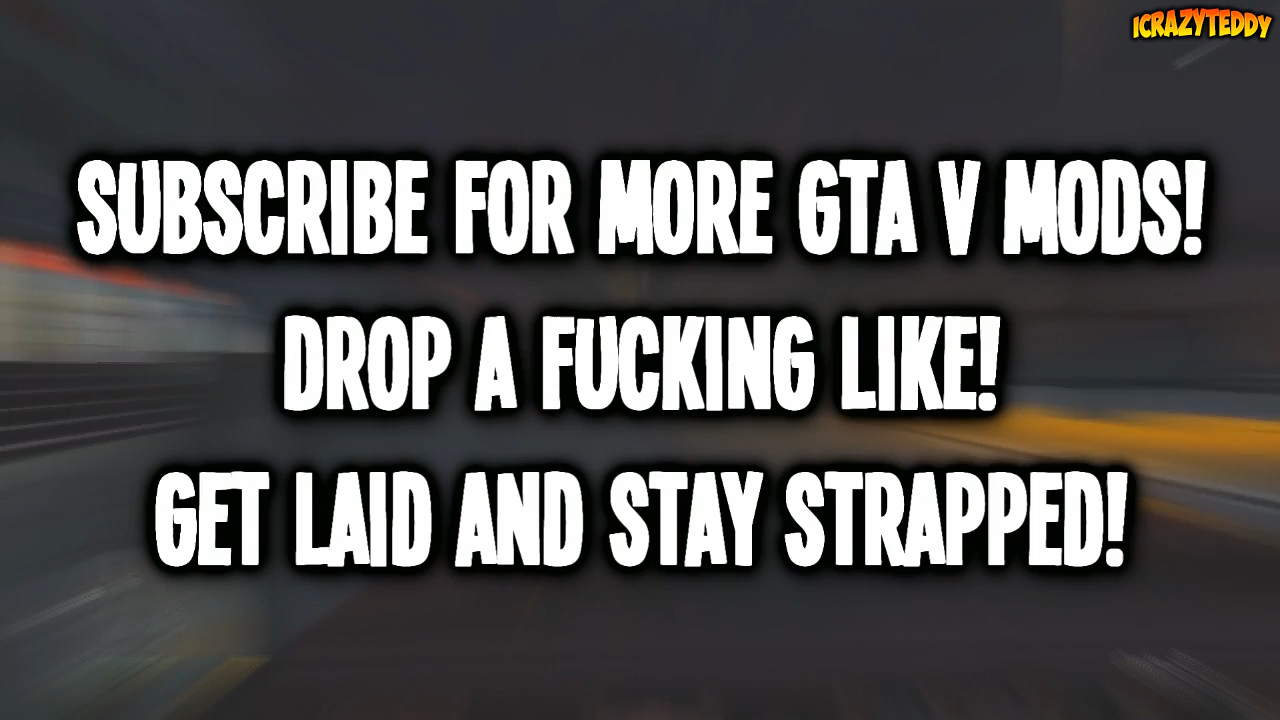 ICRAZYTEDDY
SUBSCRIBE FOR MORE GTA V MODS!
DROP A FUCKING LIKE!
GET LAID AND STAY STRAPPED!